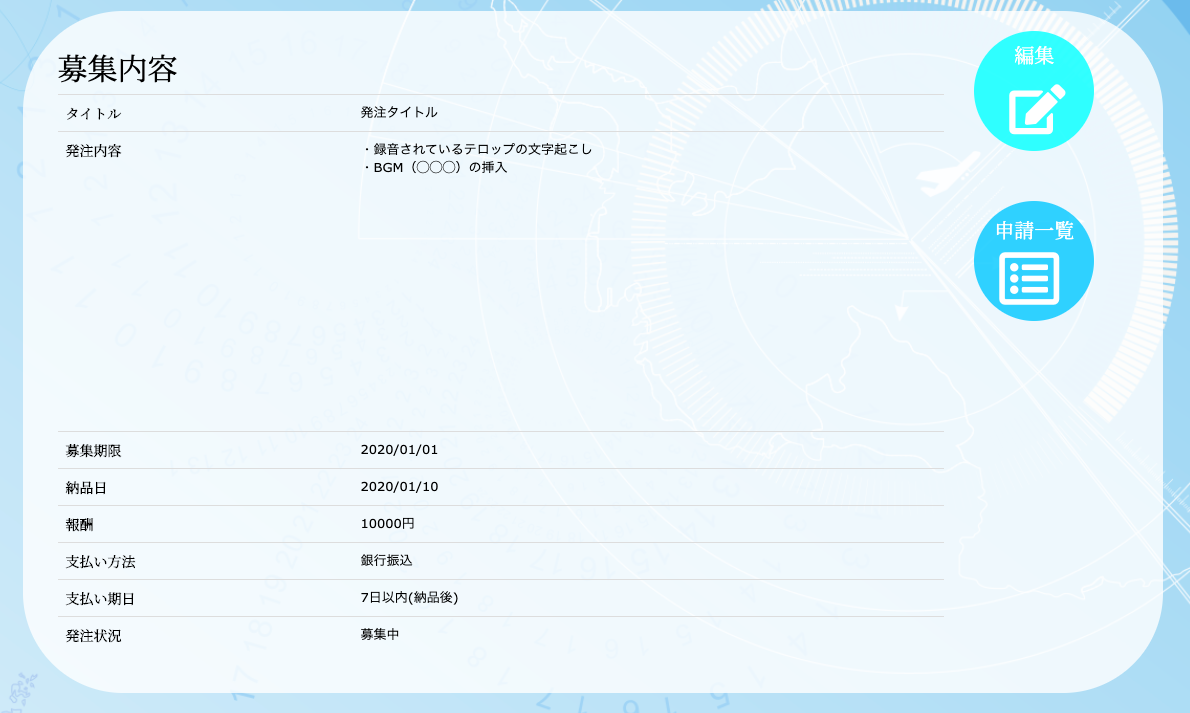 募集内容
タイトル 発注タイトル
発注内容 ・録音されているテロップの文字起こし
・BGM（〇〇〇）の挿入
募集期限 2020/01/01
納品日 2020/01/10
報酬 10000円
支払い方法 銀行振込
支払い期日 7日以内(納品後)
発注状況 募集中
編集
申請一覧